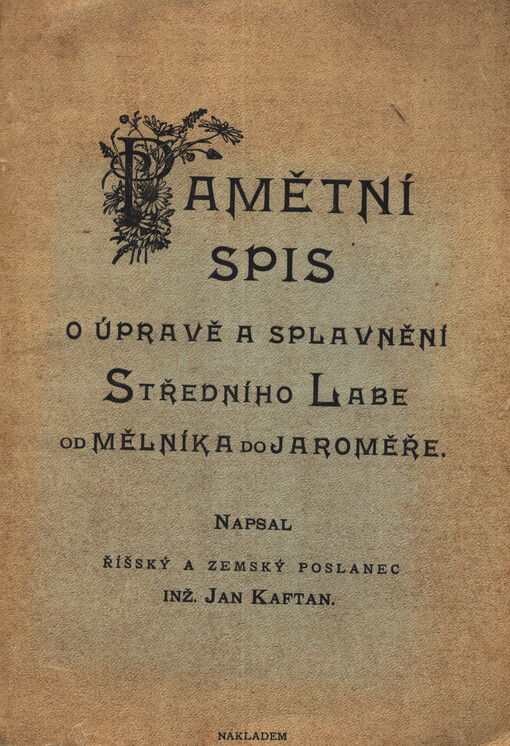 PAMĚTNÍ
SPIS
O ÚPRAVĚ A SPLAVNĚNÍ
STŘEDNÍHO LABE
OD MĚLNÍKA DO JAROMĚŘE.
NAPSAL
ŘÍŠSKÝ A ZEMSKÝ POSLANEC
INŽ. JAN KAFTAN.
NÁKLADEM